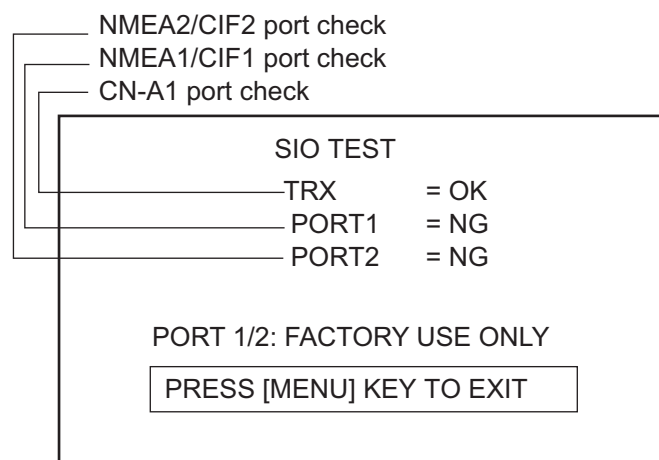 NMEA2/CIF2 port check
NMEA1/CIF1 port check
CN-A1 port check
SIO TEST
TRX = OK
PORT1 = NG
PORT2 = NG
PORT 1/2: FACTORY USE ONLY
PRESS [MENU] KEY TO EXIT